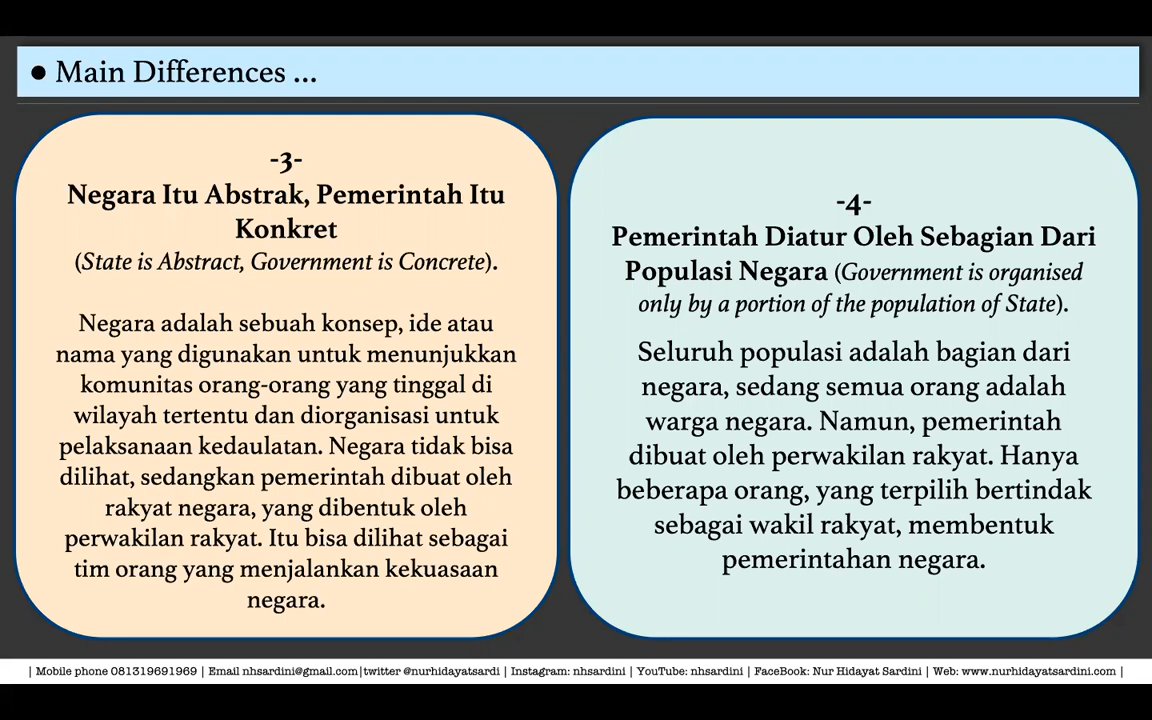 ● Main Differences ...
-3-
Negara Itu Abstrak, Pemerintah Itu
Konkret
(State is Abstract, Government is Concrete).
Negara adalah sebuah konsep, ide atau
nama yang digunakan untuk menunjukkan
komunitas orang-orang yang tinggal di
wilayah tertentu dan diorganisasi untuk
pelaksanaan kedaulatan. Negara tidak bisa
dilihat, sedangkan pemerintah dibuat oleh
rakyat negara, yang dibentuk oleh
perwakilan rakyat. Itu bisa dilihat sebagai
tim orang yang menjalankan kekuasaan
negara.
-4-
Pemerintah Diatur Oleh Sebagian Dari
Populasi Negara (Government is organised
only by a portion of the population of State).
Seluruh populasi adalah bagian dari
negara, sedang semua orang adalah
warga negara. Namun, pemerintah
dibuat oleh perwakilan rakyat. Hanya
beberapa orang, yang terpilih bertindak
sebagai wakil rakyat, membentuk
pemerintahan negara.
| Mobile phone 081319691969 | Email nhsardini@gmail.com|twitter @nurhidayatsardi | Instagram: nhsardini | YouTube: nhsardini | FaceBook: Nur Hidayat Sardini | Web: www.nurhidayatsardini.com |